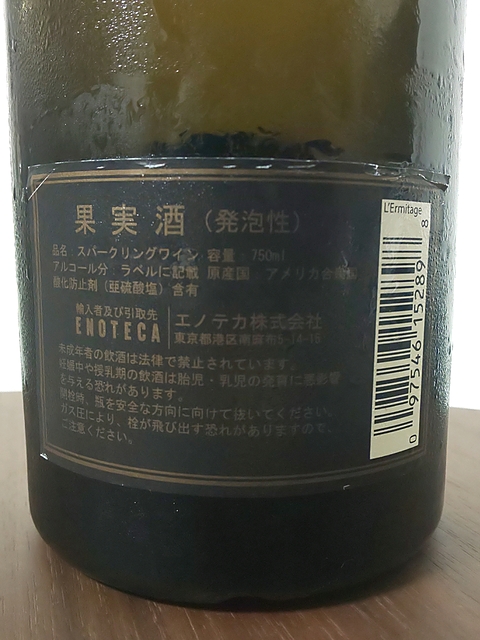 果実酒（発泡性）
品名：スパークリングワイン 容量：750ml
アルコール分：ラベルに記載 原産国 アメリカ合衆国
酸化防止剤（亜硫酸塩）含有
輸入者及び引取先
ENOTECA
エノテカ株式会社
東京都港区南麻布5-14-15
未成年者の飲酒は法律で禁止されています。
妊娠中や授乳期の飲酒は胎児・乳児の発育に悪影響
を与える恐れがあります。
開栓時、瓶を安全な方向に向けて抜いてください。
ガス圧により、栓が飛び出す恐れがありますので、
ご注意ください。
L'Ermitage
0 97546 15289 8